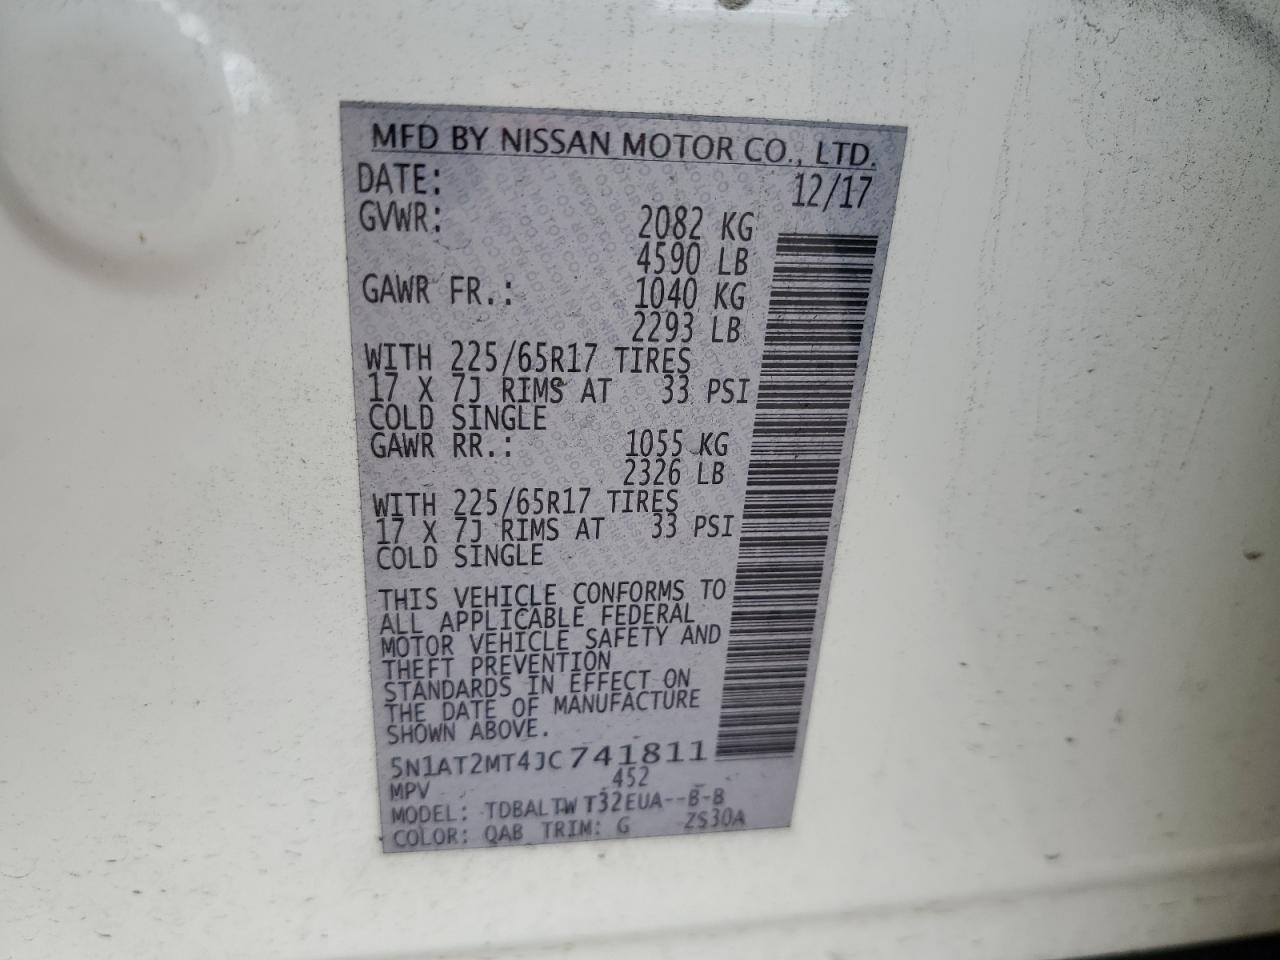 MFD BY NISSAN MOTOR CO., LTD.
DATE: 12/17
GVWR: 2082 KG
4590 LB
GAWR FR.: 1040 KG
2293 LB
WITH 225/65R17 TIRES
17 X 7J RIMS AT 33 PSI
COLD SINGLE
GAWR RR.: 1055 KG
2326 LB
WITH 225/65R17 TIRES
17 X 7J RIMS AT 33 PSI
COLD SINGLE
THIS VEHICLE CONFORMS TO
ALL APPLICABLE FEDERAL
MOTOR VEHICLE SAFETY AND
THEFT PREVENTION
STANDARDS IN EFFECT ON
THE DATE OF MANUFACTURE
SHOWN ABOVE.
5N1AT2MT4JC741811
MPV 452
MODEL: TDBALTWT32EUA--B-B
COLOR: QAB TRIM: G ZS30A